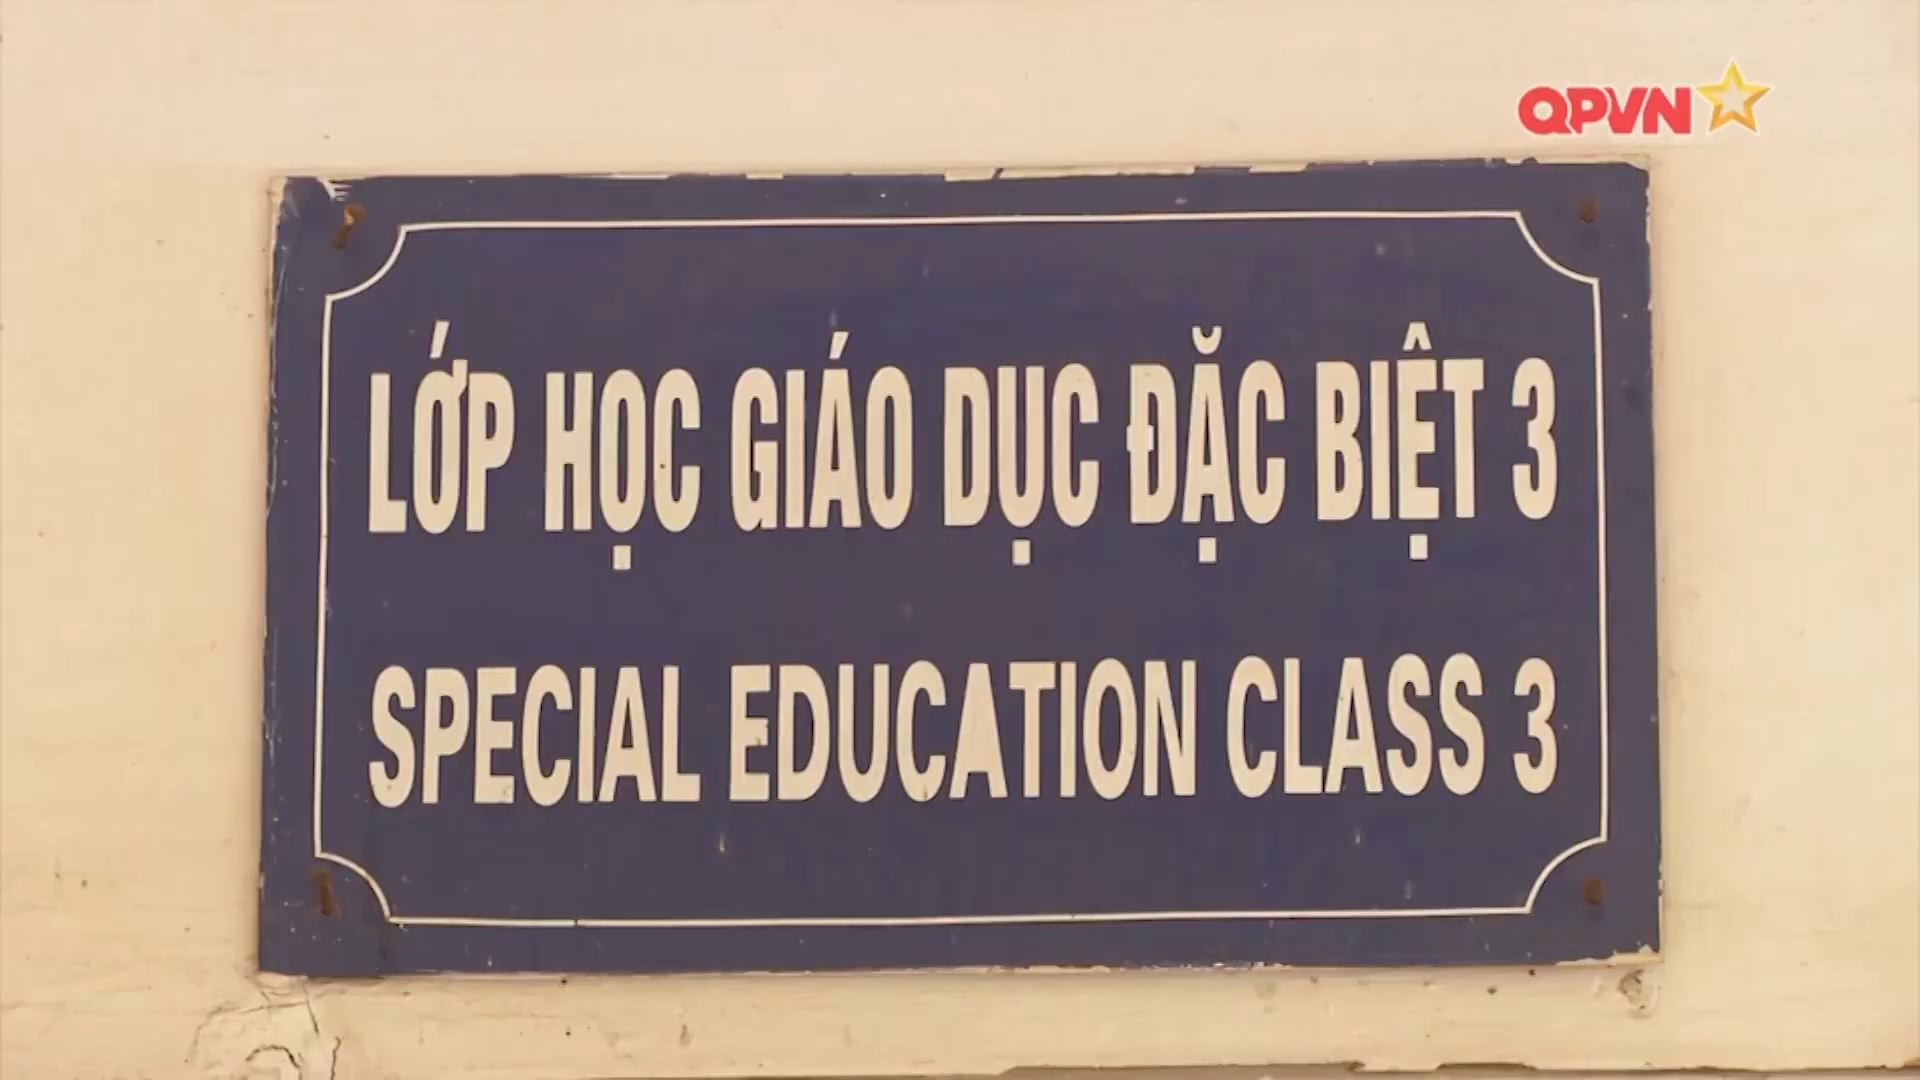 QPVN
LỚP HỌC GIÁO DỤC ĐẶC BIỆT 3
SPECIAL EDUCATION CLASS 3